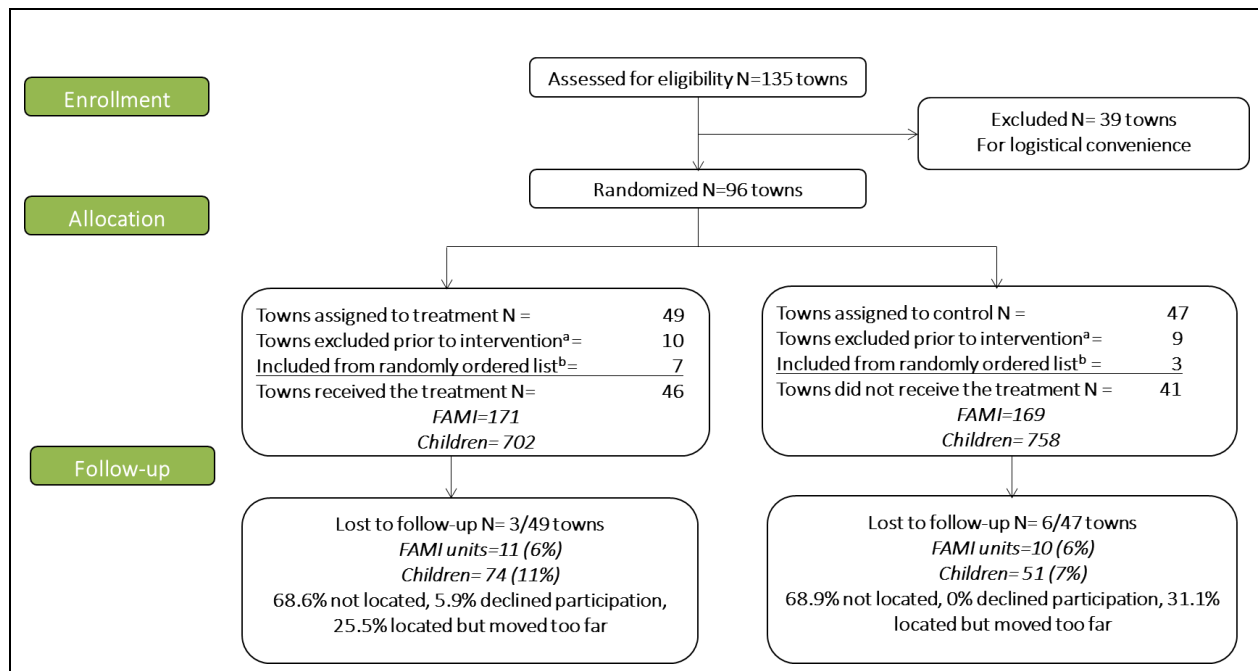 Enrollment
Assessed for eligibility N=135 towns
Excluded N= 39 towns
For logistical convenience
Allocation
Randomized N=96 towns
Towns assigned to treatment N = 49
Towns excluded prior to interventionᵃ= 10
Included from randomly ordered listᵇ= 7
Towns received the treatment N= 46
FAMI=171
Children= 702
Towns assigned to control N = 47
Towns excluded prior to interventionᵃ= 9
Included from randomly ordered listᵇ= 3
Towns did not receive the treatment N = 41
FAMI=169
Children= 758
Follow-up
Lost to follow-up N= 3/49 towns
FAMI units=11 (6%)
Children= 74 (11%)
68.6% not located, 5.9% declined participation,
25.5% located but moved too far
Lost to follow-up N= 6/47 towns
FAMI units=10 (6%)
Children= 51 (7%)
68.9% not located, 0% declined participation, 31.1%
located but moved too far